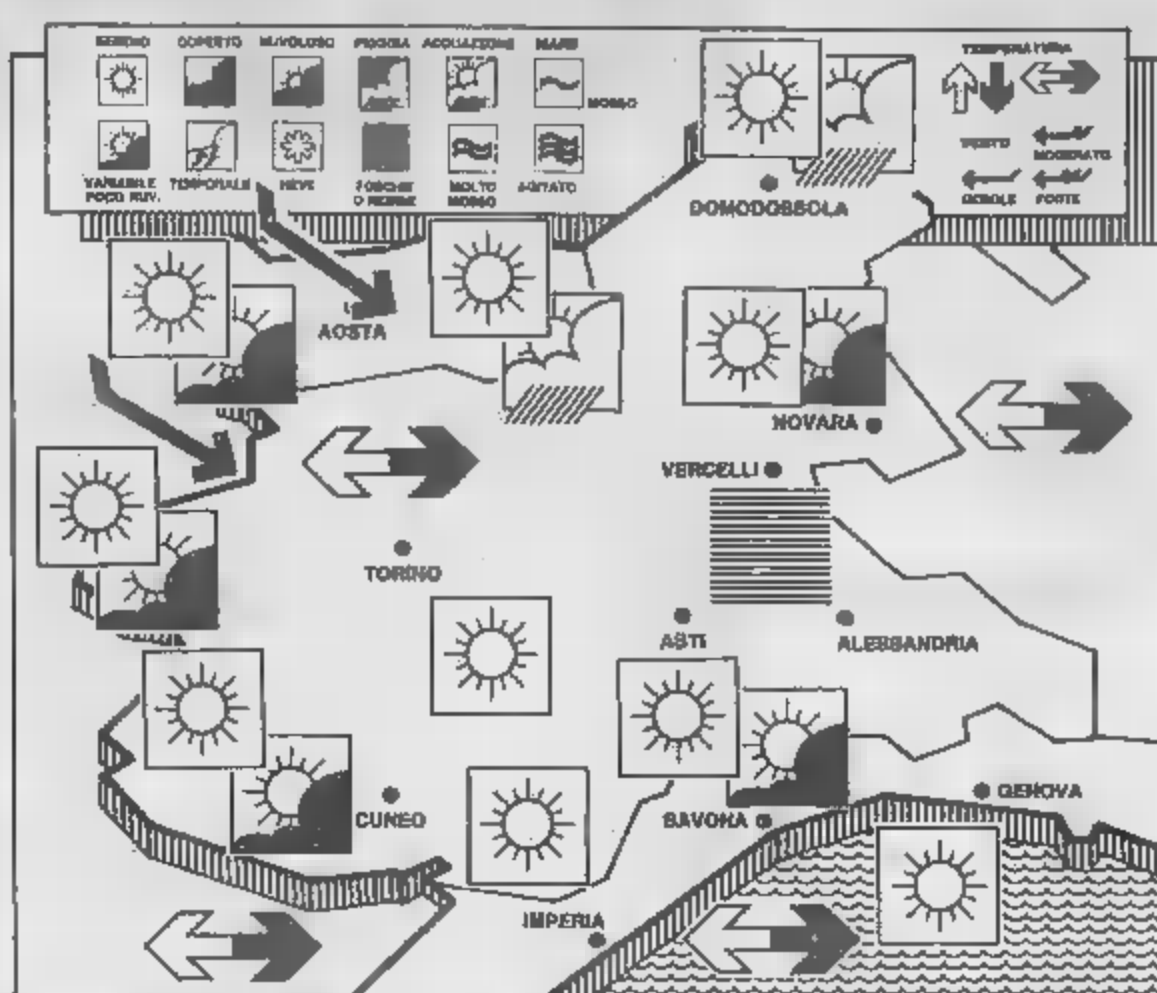 SERENO COPERTO NUVOLOSO PIOGGIA ACQUAZZONE MARE
MOSSO
VARIABILE POCO NUV.
TEMPORALE
NEVE
FOSCHIE O NEBBIE
MOLTO MOSSO
AGITATO
TEMPERATURA
VENTO
MODERATO
DEBOLE
FORTE
DOMODOSSOLA
AOSTA
NOVARA
VERCELLI
TORINO
ASTI
ALESSANDRIA
CUNEO
SAVONA
GENOVA
IMPERIA